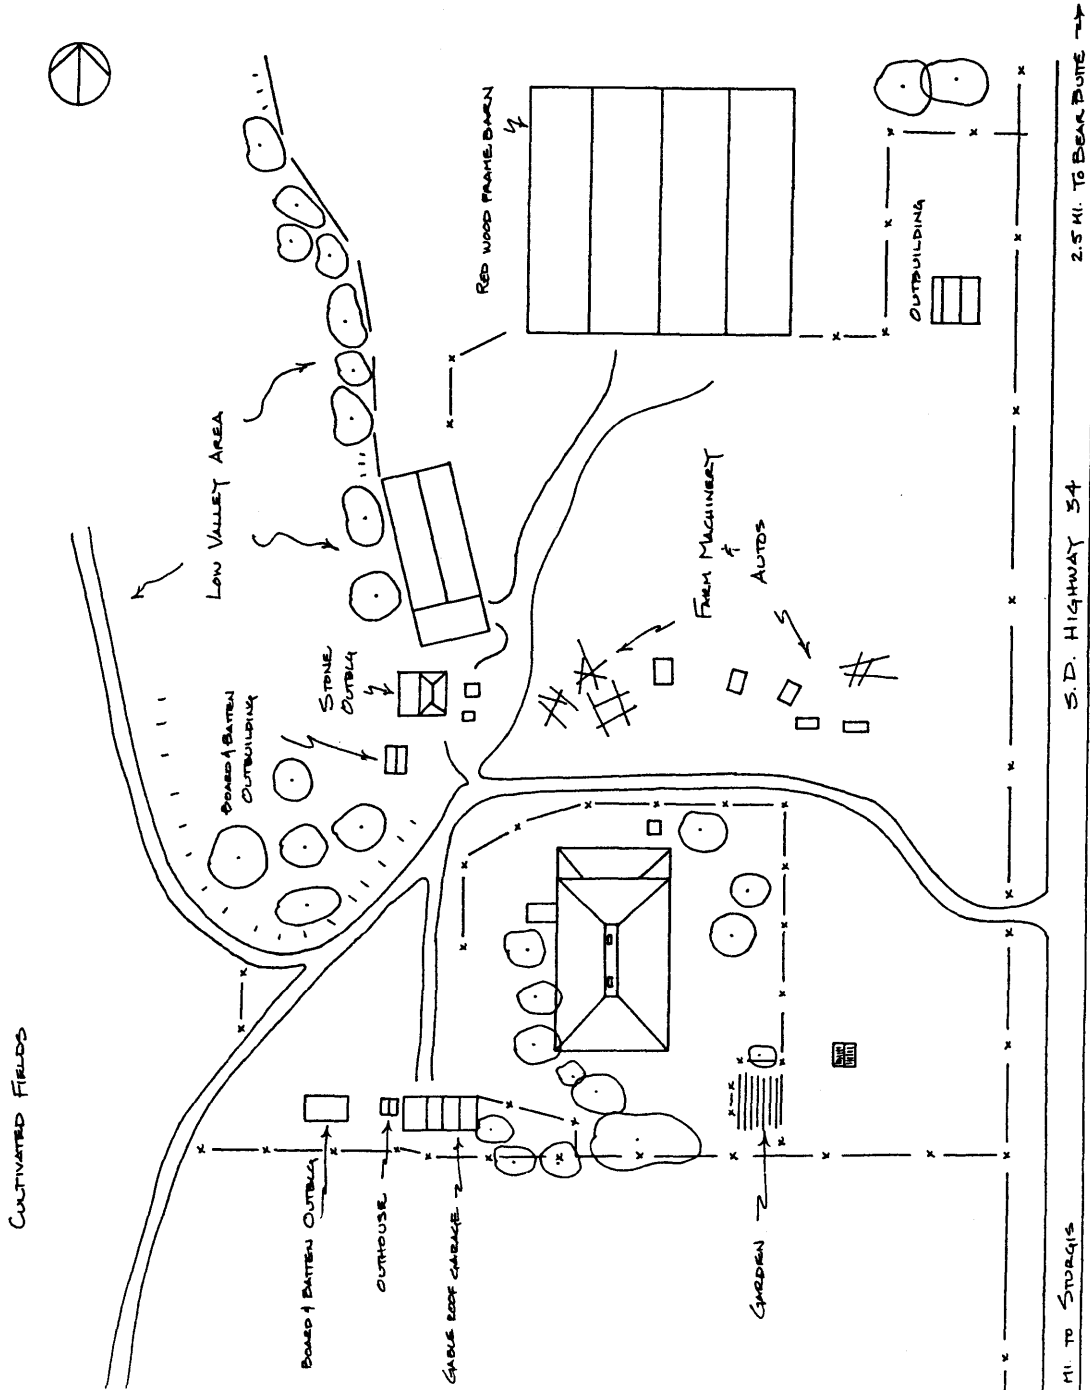 CULTIVATED FIELDS
LOW VALLEY AREA
BOARD & BATTEN
OUTBUILDING
STONE
OUTBLG
RED WOOD FRAME BARN
OUTBUILDING
FARM MACHINERY
&
AUTOS
BOARD & BATTEN OUTBLG
OUTHOUSE
GABLE ROOF GARAGE
GARDEN
MI. TO STURGIS
S.D. HIGHWAY 34
2.5 MI. TO BEAR BUTTE